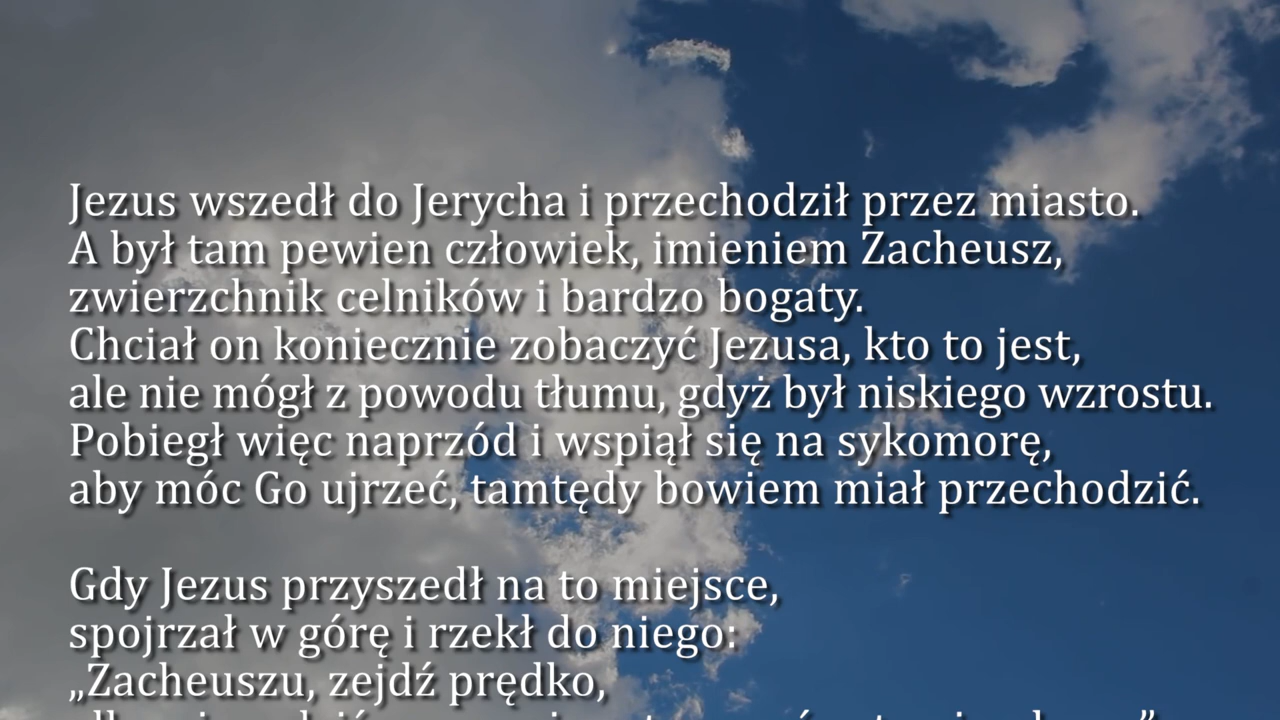 Jezus wszedł do Jerycha i przechodził przez miasto.
A był tam pewien człowiek, imieniem Zacheusz,
zwierzchnik celników i bardzo bogaty.
Chciał on koniecznie zobaczyć Jezusa, kto to jest,
ale nie mógł z powodu tłumu, gdyż był niskiego wzrostu.
Pobiegł więc naprzód i wspiął się na sykomorę,
aby móc Go ujrzeć, tamtędy bowiem miał przechodzić.
Gdy Jezus przyszedł na to miejsce,
spojrzał w górę i rzekł do niego:
„Zacheuszu, zejdź prędko,